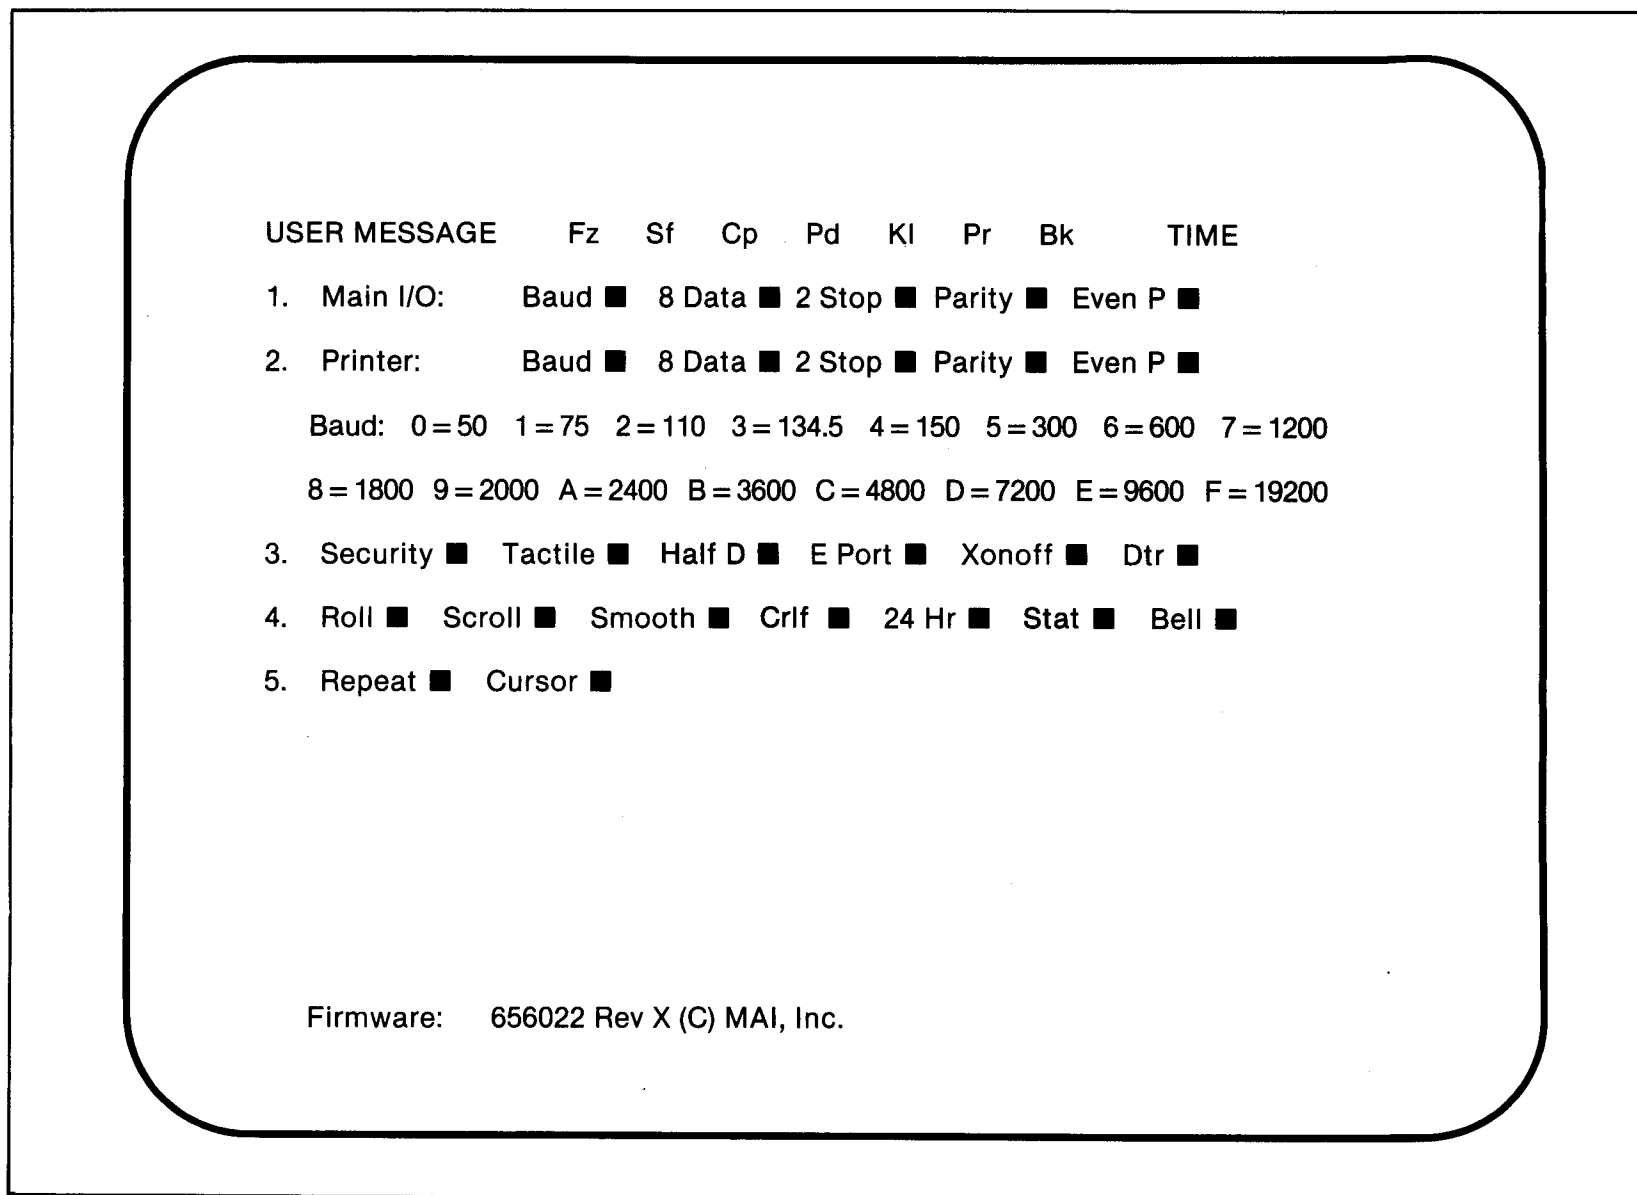 USER MESSAGE Fz Sf Cp Pd Kl Pr Bk TIME
1. Main I/O: Baud ■ 8 Data ■ 2 Stop ■ Parity ■ Even P ■
2. Printer: Baud ■ 8 Data ■ 2 Stop ■ Parity ■ Even P ■
Baud: 0=50 1=75 2=110 3=134.5 4=150 5=300 6=600 7=1200
8=1800 9=2000 A=2400 B=3600 C=4800 D=7200 E=9600 F=19200
3. Security ■ Tactile ■ Half D ■ E Port ■ Xonoff ■ Dtr ■
4. Roll ■ Scroll ■ Smooth ■ Crlf ■ 24 Hr ■ Stat ■ Bell ■
5. Repeat ■ Cursor ■
Firmware: 656022 Rev X (C) MAI, Inc.